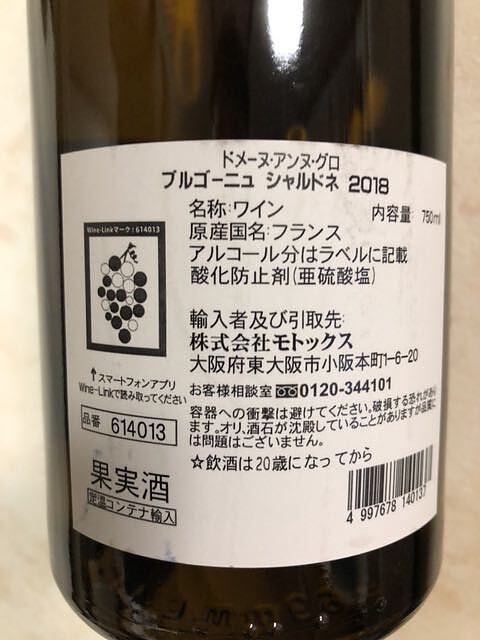 ドメーヌ・アンヌ・グロ
ブルゴーニュ シャルドネ 2018
名称:ワイン 内容量: 750ml
原産国名:フランス
アルコール分はラベルに記載
酸化防止剤(亜硫酸塩)
Wine-Linkマーク:614013
輸入者及び引取先:
株式会社モトックス
大阪府東大阪市小阪本町1-6-20
お客様相談室 0120-344101
↑スマートフォンアプリ
Wine-Linkで読み取ってください
容器への衝撃は避けてください。破損する恐れがあり
ます。オリ、酒石が沈殿していることがありますが品質に
は問題はございません。
品番 614013
☆飲酒は20歳になってから
果実酒
定温コンテナ輸入
4 997678 140137